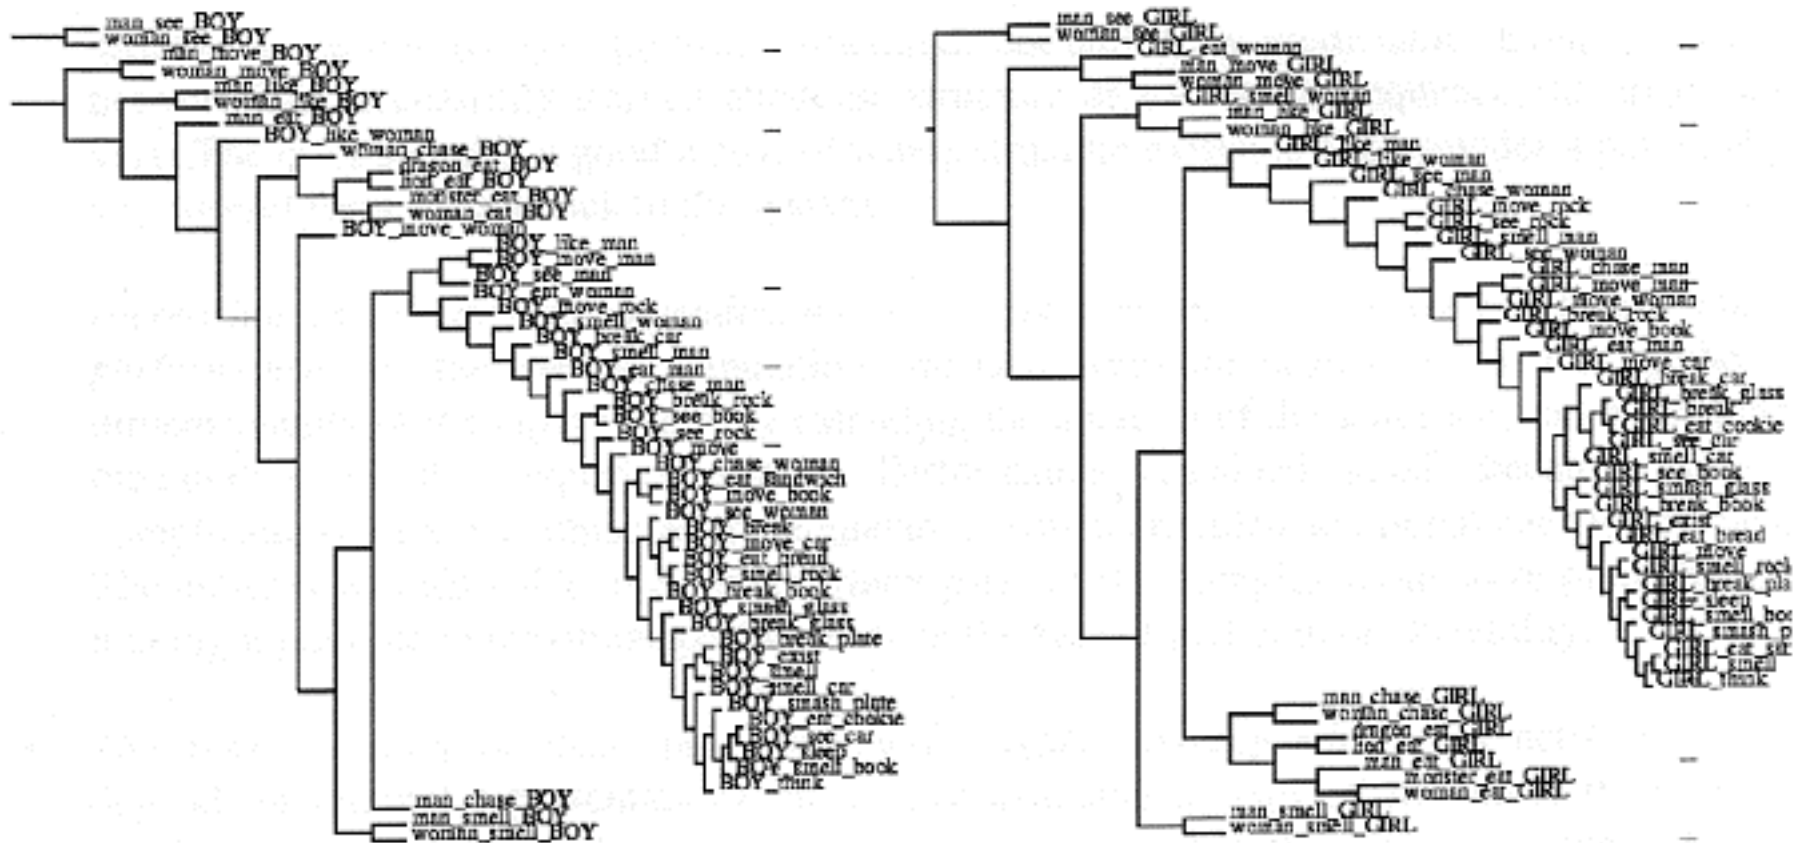 man_see_BOY
woman_see_BOY
man_move_BOY
woman_move_BOY
man_like_BOY
woman_like_BOY
man_eat_BOY
BOY_like_woman
woman_chase_BOY
dragon_eat_BOY
lion_eat_BOY
monster_eat_BOY
woman_eat_BOY
BOY_move_woman
BOY_like_man
BOY_move_man
BOY_see_man
BOY_eat_woman
BOY_move_rock
BOY_smell_woman
BOY_break_car
BOY_smell_man
BOY_eat_man
BOY_chase_man
BOY_break_rock
BOY_see_book
BOY_see_rock
BOY_move
BOY_chase_woman
BOY_eat_sandwich
BOY_move_book
BOY_see_woman
BOY_break
BOY_move_car
BOY_eat_bread
BOY_smell_rock
BOY_break_book
BOY_smash_glass
BOY_break_glass
BOY_break_plate
BOY_exist
BOY_smell
BOY_smell_car
BOY_smash_plate
BOY_eat_cookie
BOY_see_car
BOY_sleep
BOY_smell_book
BOY_think
man_chase_BOY
man_smell_BOY
woman_smell_BOY
man_see_GIRL
woman_see_GIRL
GIRL_eat_woman
man_move_GIRL
woman_move_GIRL
GIRL_smell_woman
man_like_GIRL
woman_like_GIRL
GIRL_like_man
GIRL_like_woman
GIRL_see_man
GIRL_chase_woman
GIRL_move_rock
GIRL_see_rock
GIRL_smell_man
GIRL_see_woman
GIRL_chase_man
GIRL_move_man
GIRL_move_woman
GIRL_break_rock
GIRL_move_book
GIRL_eat_man
GIRL_move_car
GIRL_break_car
GIRL_break_glass
GIRL_break
GIRL_eat_cookie
GIRL_see_car
GIRL_smell_car
GIRL_see_book
GIRL_smash_glass
GIRL_break_book
GIRL_exist
GIRL_eat_bread
GIRL_move
GIRL_smell_rock
GIRL_break_pla
GIRL_sleep
GIRL_smell_boo
GIRL_smash_p
GIRL_eat_sa
GIRL_smell
GIRL_think
man_chase_GIRL
woman_chase_GIRL
dragon_eat_GIRL
lion_eat_GIRL
man_eat_GIRL
monster_eat_GIRL
woman_eat_GIRL
man_smell_GIRL
woman_smell_GIRL